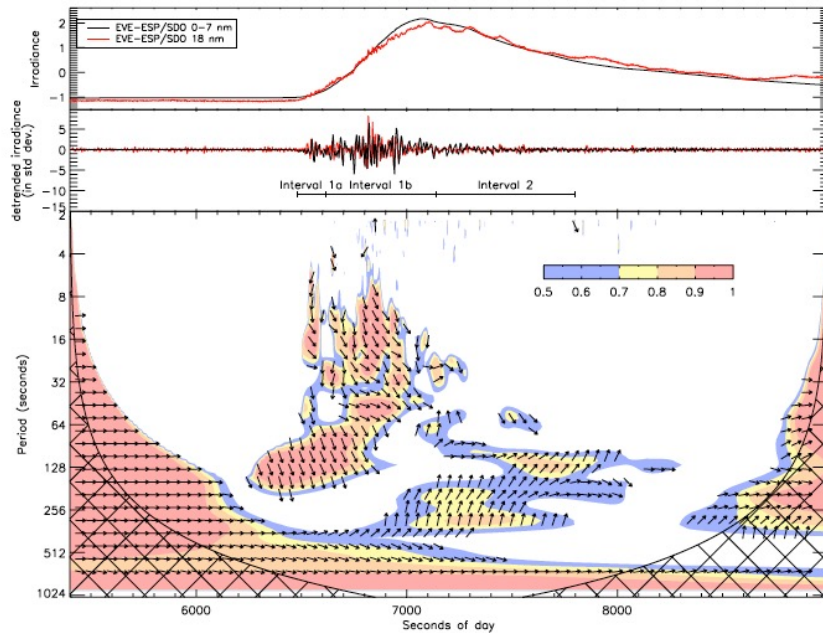 EVE-ESP/SDO 0-7 nm
EVE-ESP/SDO 18 nm
Irradiance
2
1
0
-1
detrended irradiance
(in std dev.)
5
0
-5
-10
-15
Interval 1a Interval 1b Interval 2
Period (seconds)
2
4
8
16
32
64
128
256
512
1024
0.5 0.6 0.7 0.8 0.9 1
6000 7000 8000
Seconds of day